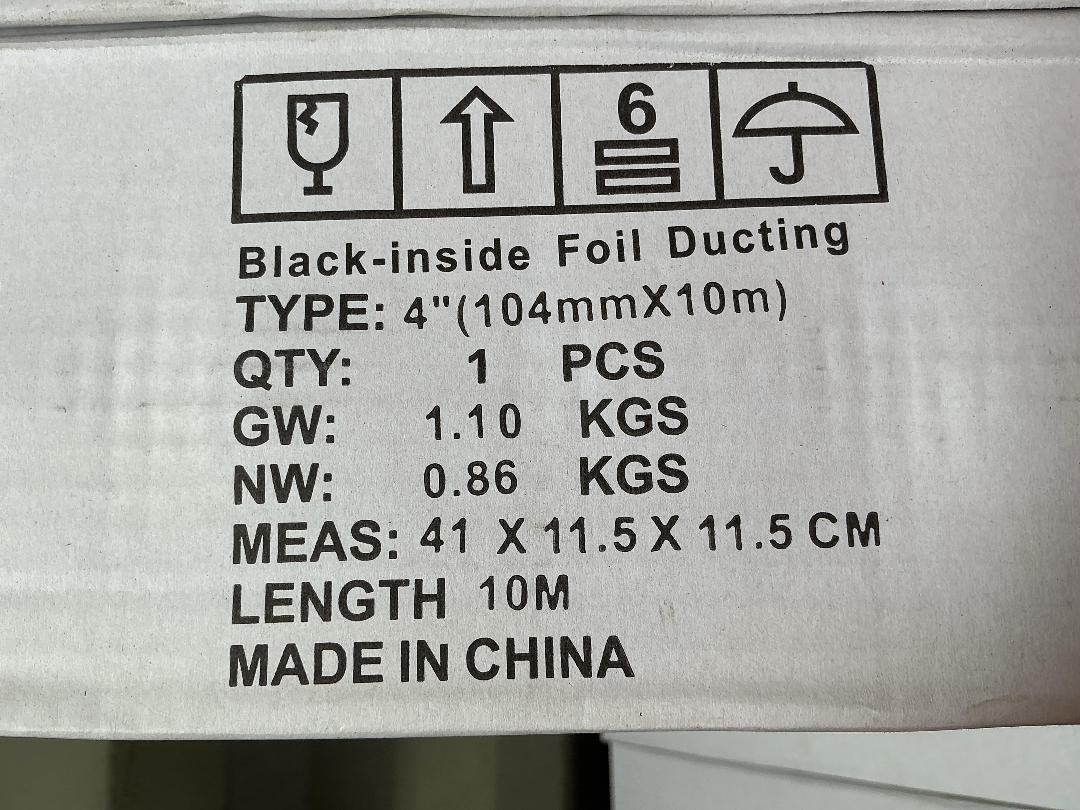 6
Black-inside Foil Ducting
TYPE: 4"(104mmX10m)
QTY: 1 PCS
GW: 1.10 KGS
NW: 0.86 KGS
MEAS: 41 X 11.5 X 11.5 CM
LENGTH 10M
MADE IN CHINA